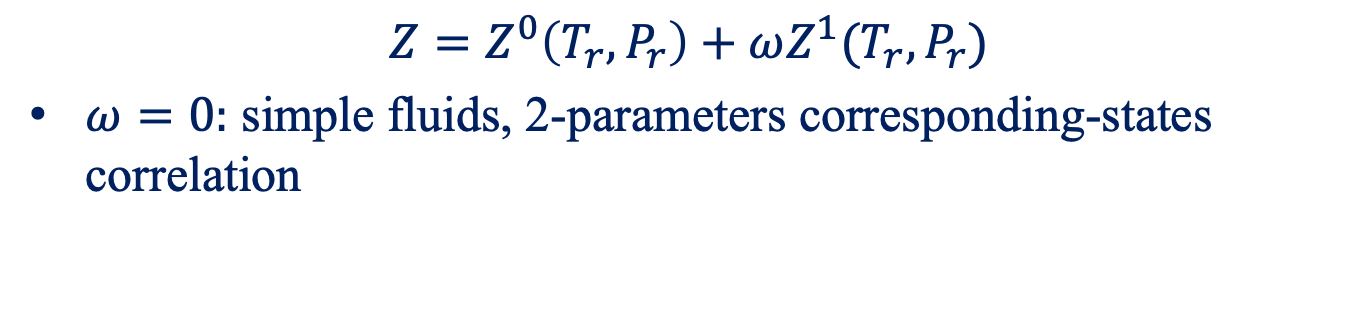 Z = Z⁰(Tᵣ, Pᵣ) + ωZ¹(Tᵣ, Pᵣ)
• ω = 0: simple fluids, 2-parameters corresponding-states
correlation